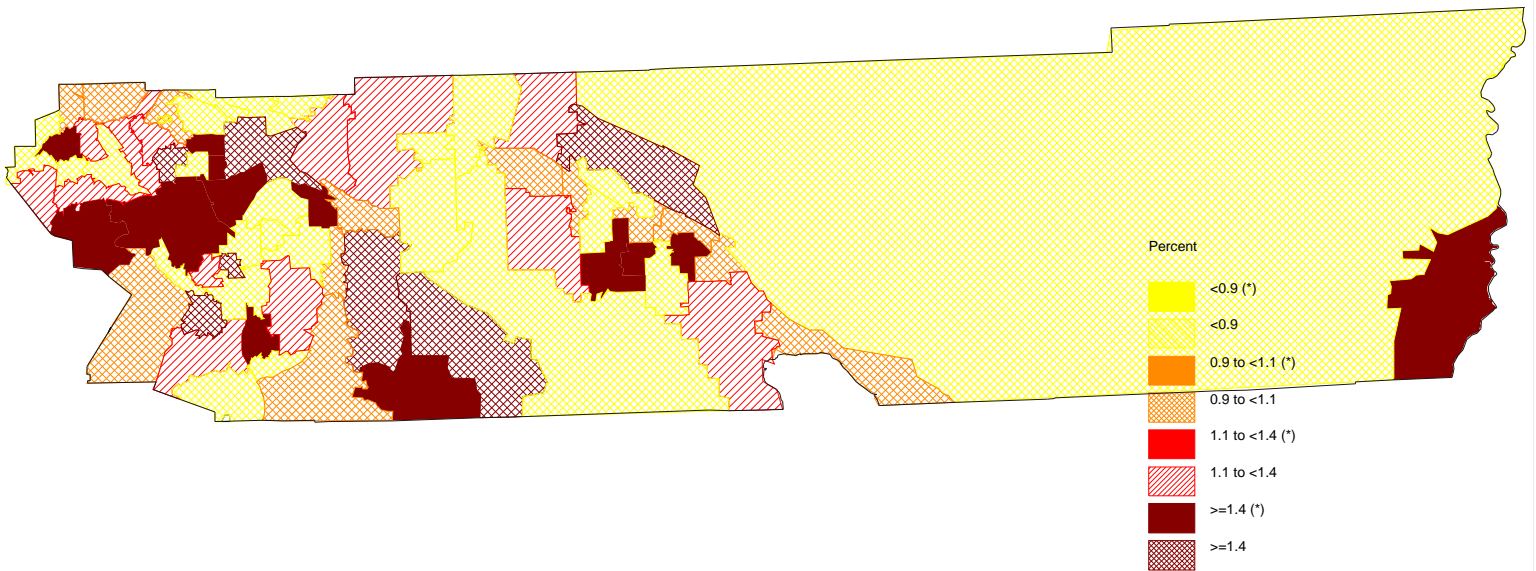 Percent
<0.9 (*)
<0.9
0.9 to <1.1 (*)
0.9 to <1.1
1.1 to <1.4 (*)
1.1 to <1.4
>=1.4 (*)
>=1.4